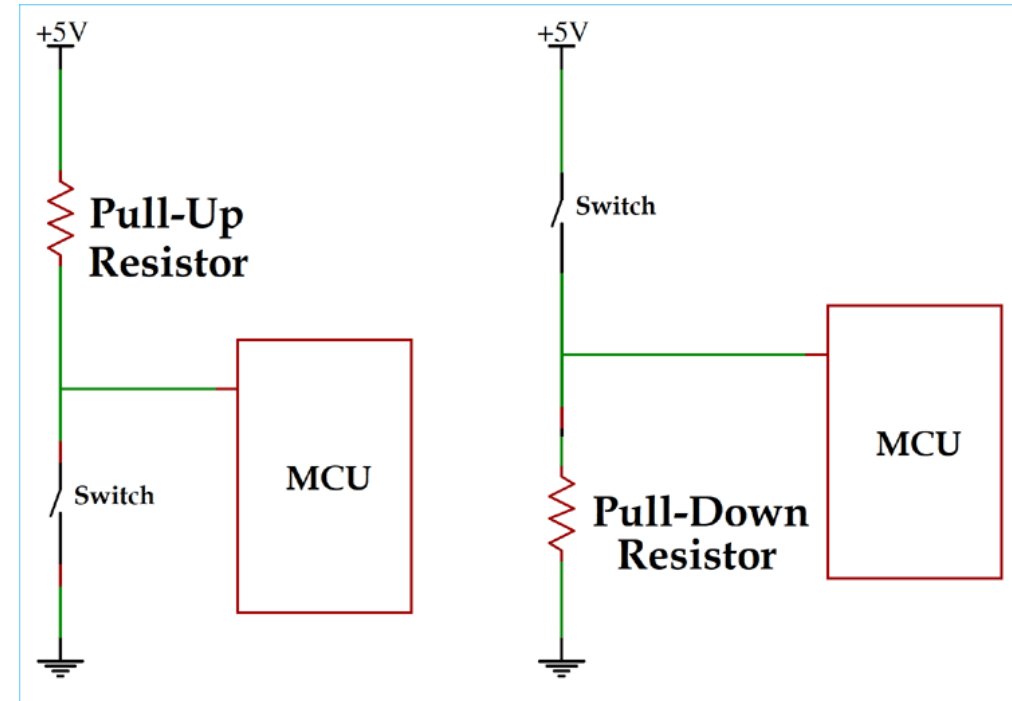 +5V
Pull-Up
Resistor
Switch
MCU
+5V
Switch
MCU
Pull-Down
Resistor